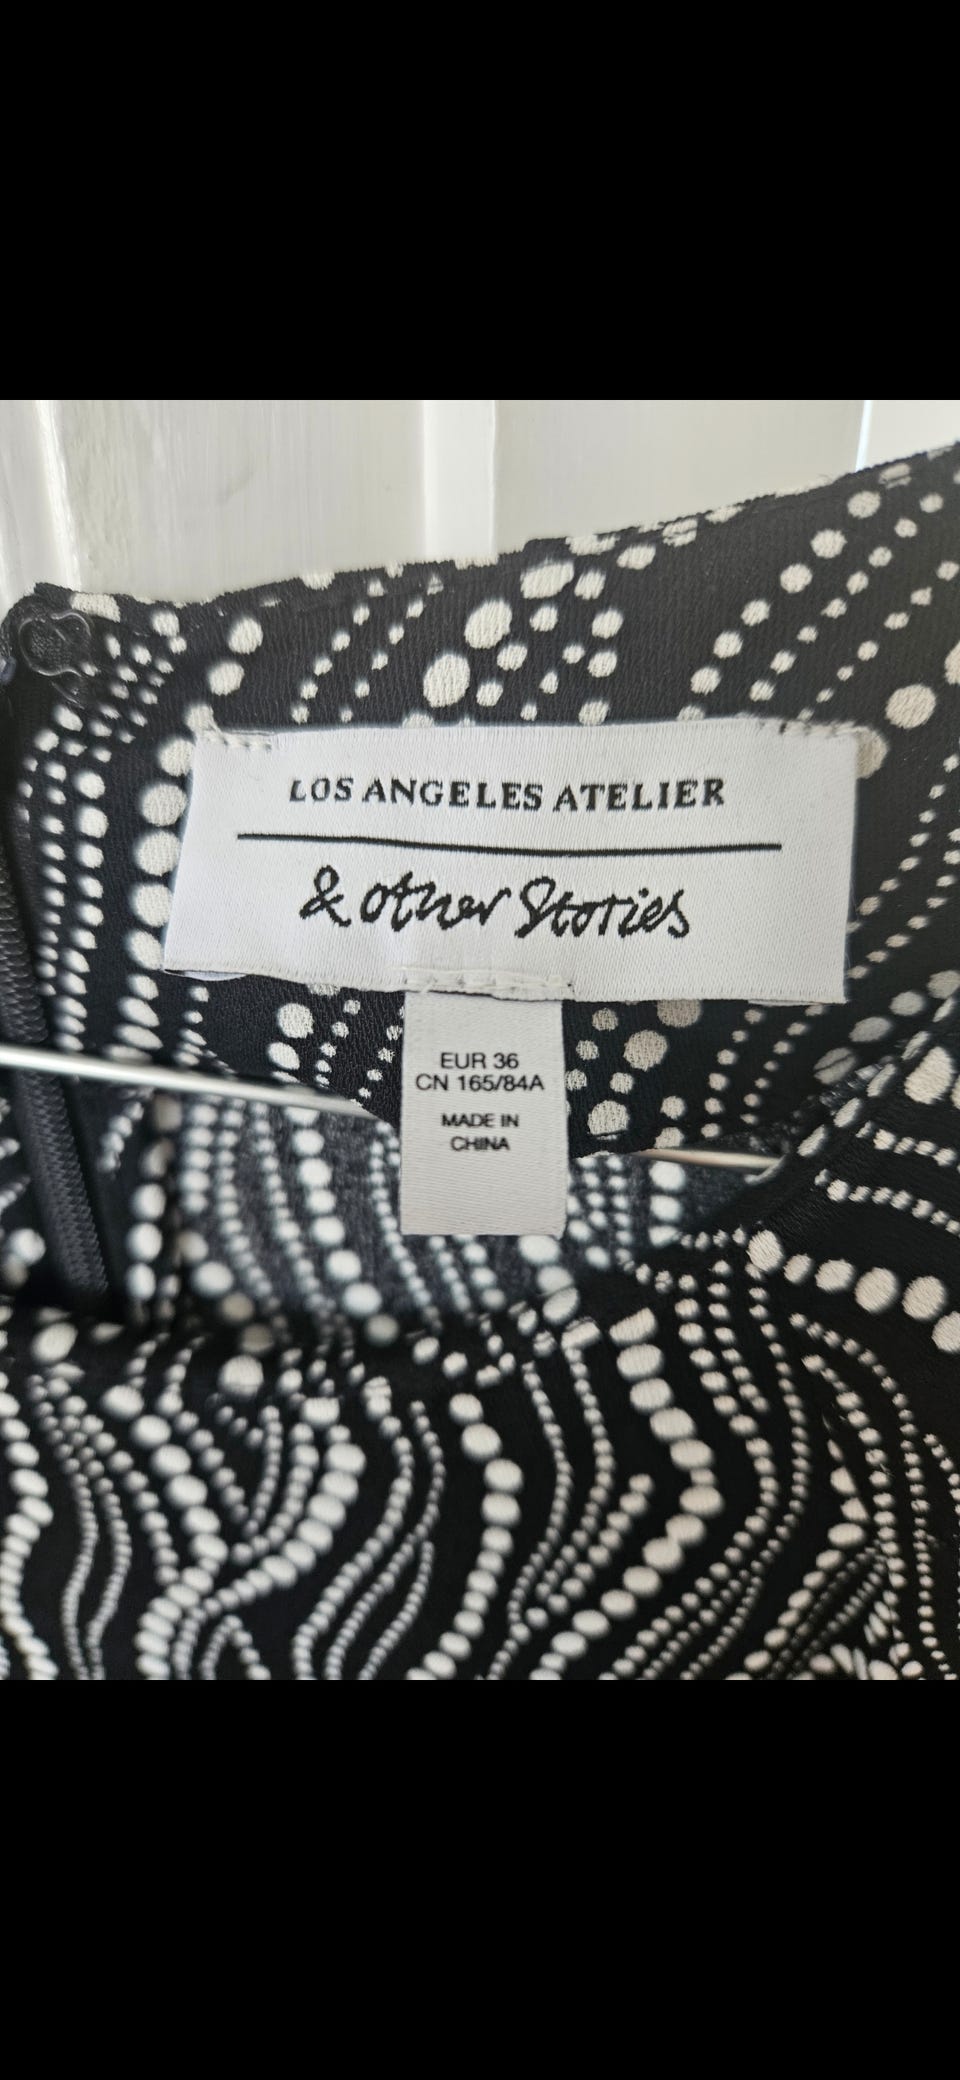 LOS ANGELES ATELIER
& other Stories
EUR 36
CN 165/84A
MADE IN
CHINA